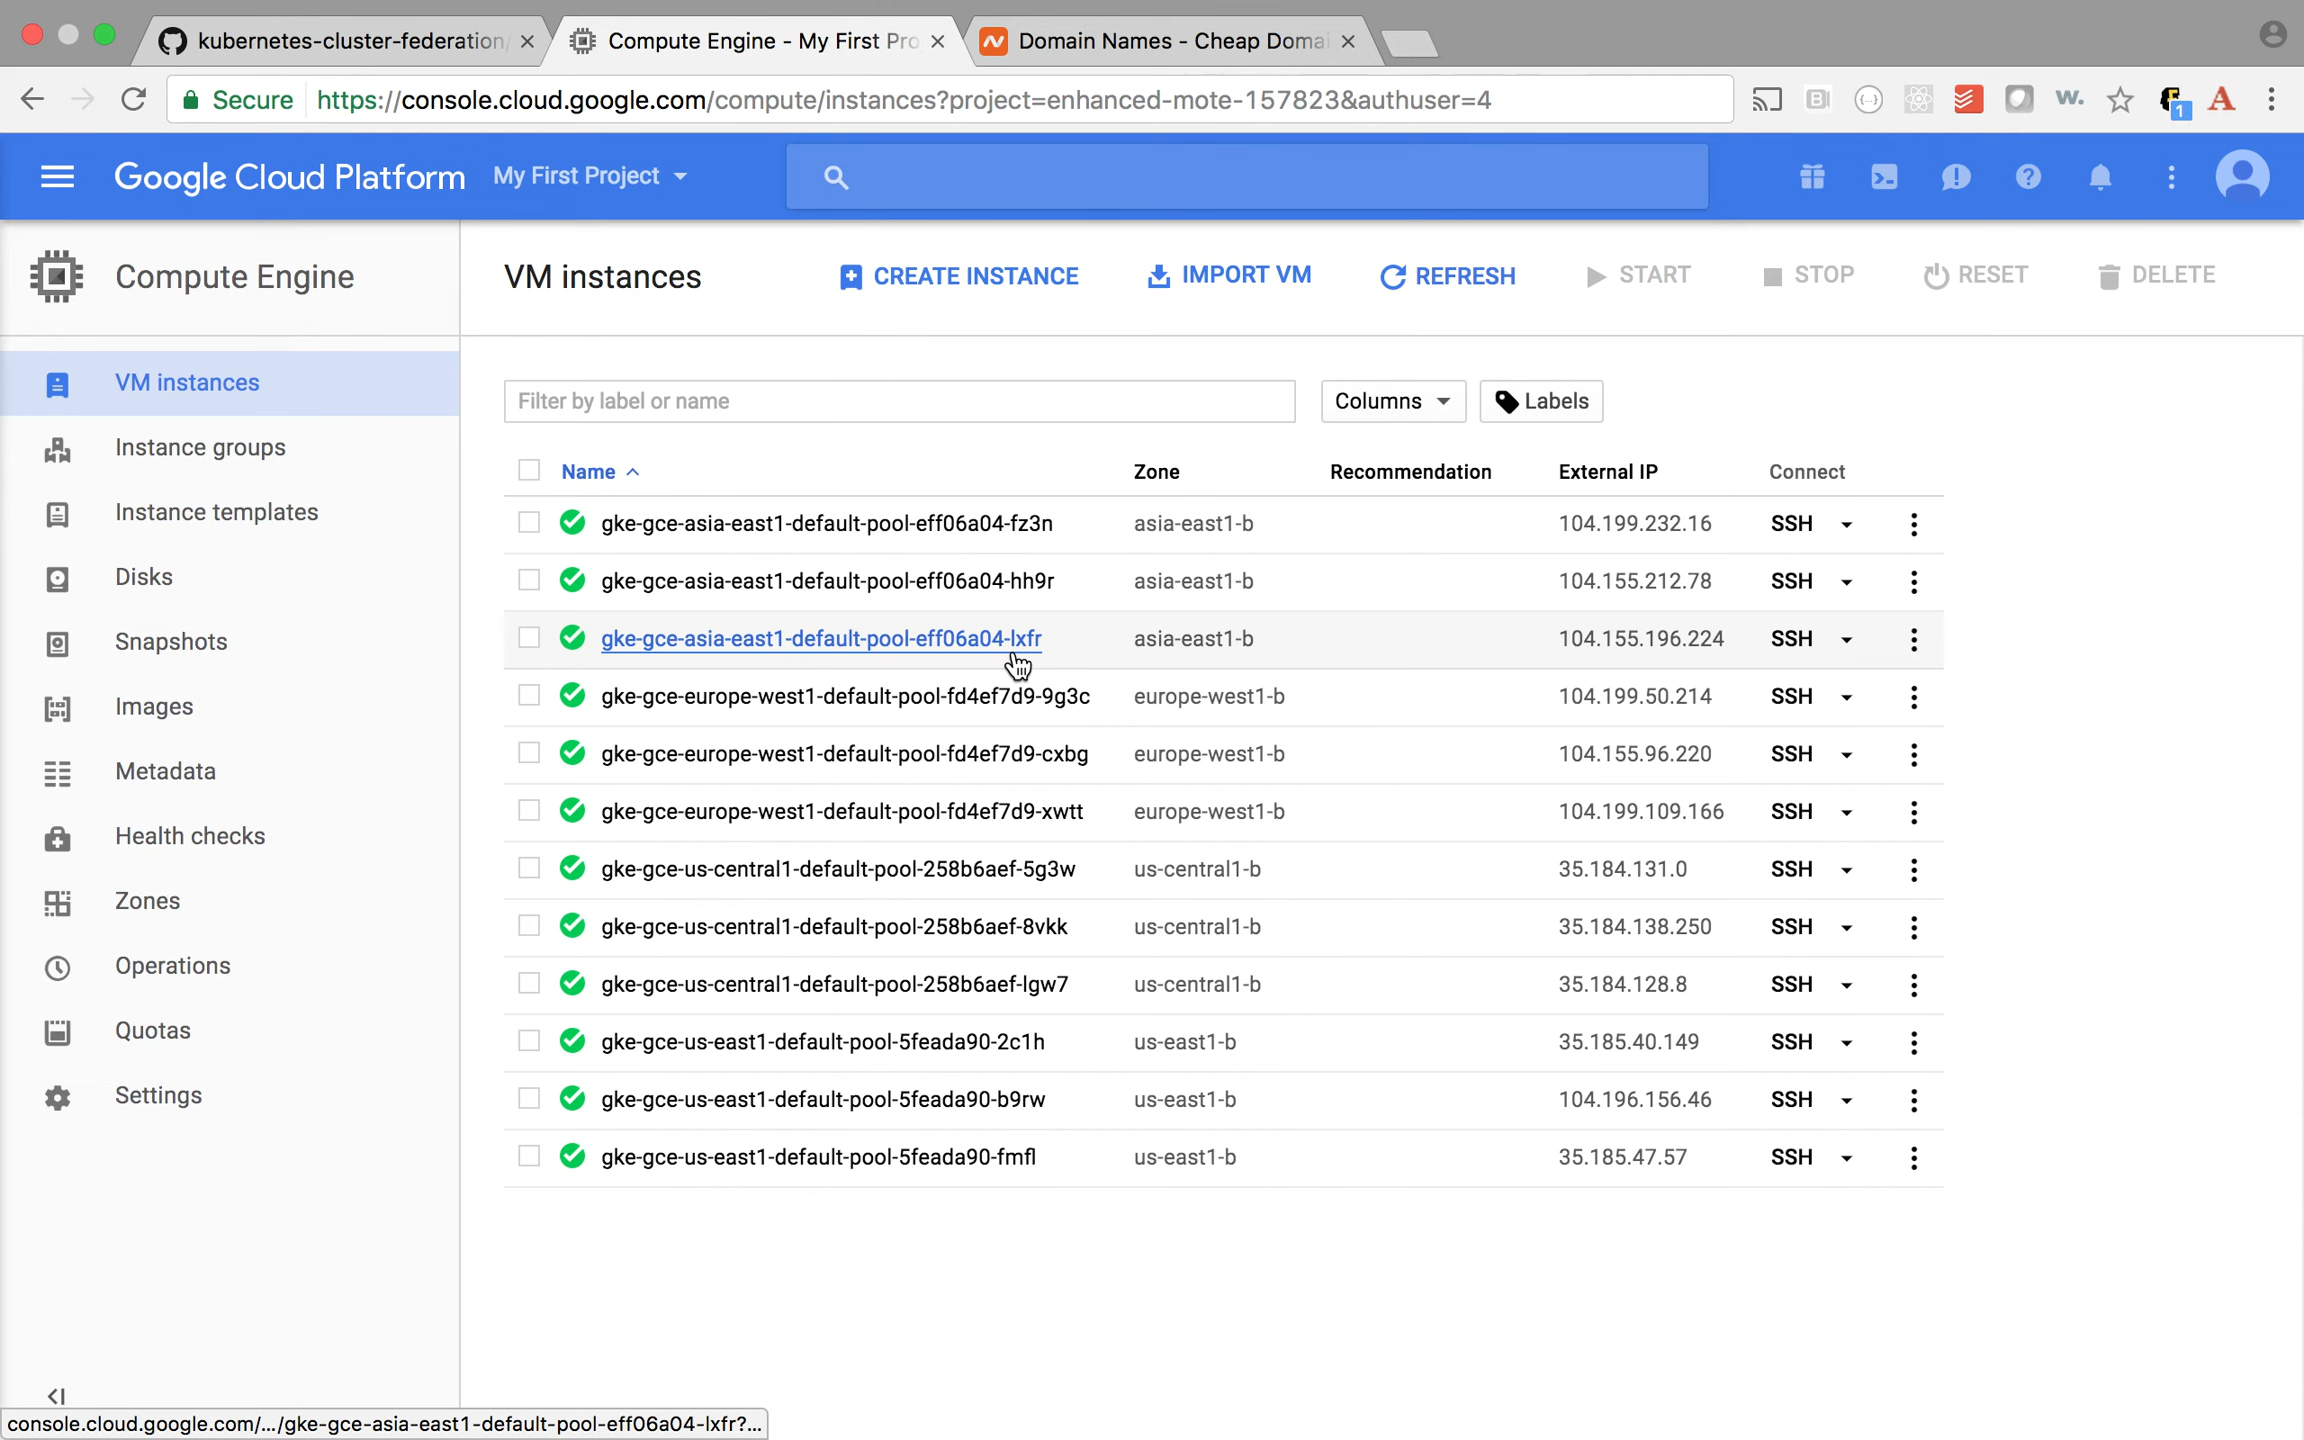 kubernetes-cluster-federation/
Compute Engine - My First Pro
Domain Names - Cheap Domai
Secure
https://console.cloud.google.com/compute/instances?project=enhanced-mote-157823&authuser=4
w.
1
A
Google Cloud Platform
My First Project
Compute Engine
VM instances
CREATE INSTANCE
IMPORT VM
REFRESH
START
STOP
RESET
DELETE
VM instances
Instance groups
Instance templates
Disks
Snapshots
Images
Metadata
Health checks
Zones
Operations
Quotas
Settings
Filter by label or name
Columns
Labels
Name Zone Recommendation External IP Connect
gke-gce-asia-east1-default-pool-eff06a04-fz3n asia-east1-b 104.199.232.16 SSH
gke-gce-asia-east1-default-pool-eff06a04-hh9r asia-east1-b 104.155.212.78 SSH
gke-gce-asia-east1-default-pool-eff06a04-lxfr asia-east1-b 104.155.196.224 SSH
gke-gce-europe-west1-default-pool-fd4ef7d9-9g3c europe-west1-b 104.199.50.214 SSH
gke-gce-europe-west1-default-pool-fd4ef7d9-cxbg europe-west1-b 104.155.96.220 SSH
gke-gce-europe-west1-default-pool-fd4ef7d9-xwtt europe-west1-b 104.199.109.166 SSH
gke-gce-us-central1-default-pool-258b6aef-5g3w us-central1-b 35.184.131.0 SSH
gke-gce-us-central1-default-pool-258b6aef-8vkk us-central1-b 35.184.138.250 SSH
gke-gce-us-central1-default-pool-258b6aef-lgw7 us-central1-b 35.184.128.8 SSH
gke-gce-us-east1-default-pool-5feada90-2c1h us-east1-b 35.185.40.149 SSH
gke-gce-us-east1-default-pool-5feada90-b9rw us-east1-b 104.196.156.46 SSH
gke-gce-us-east1-default-pool-5feada90-fmfl us-east1-b 35.185.47.57 SSH
console.cloud.google.com/.../gke-gce-asia-east1-default-pool-eff06a04-lxfr?...